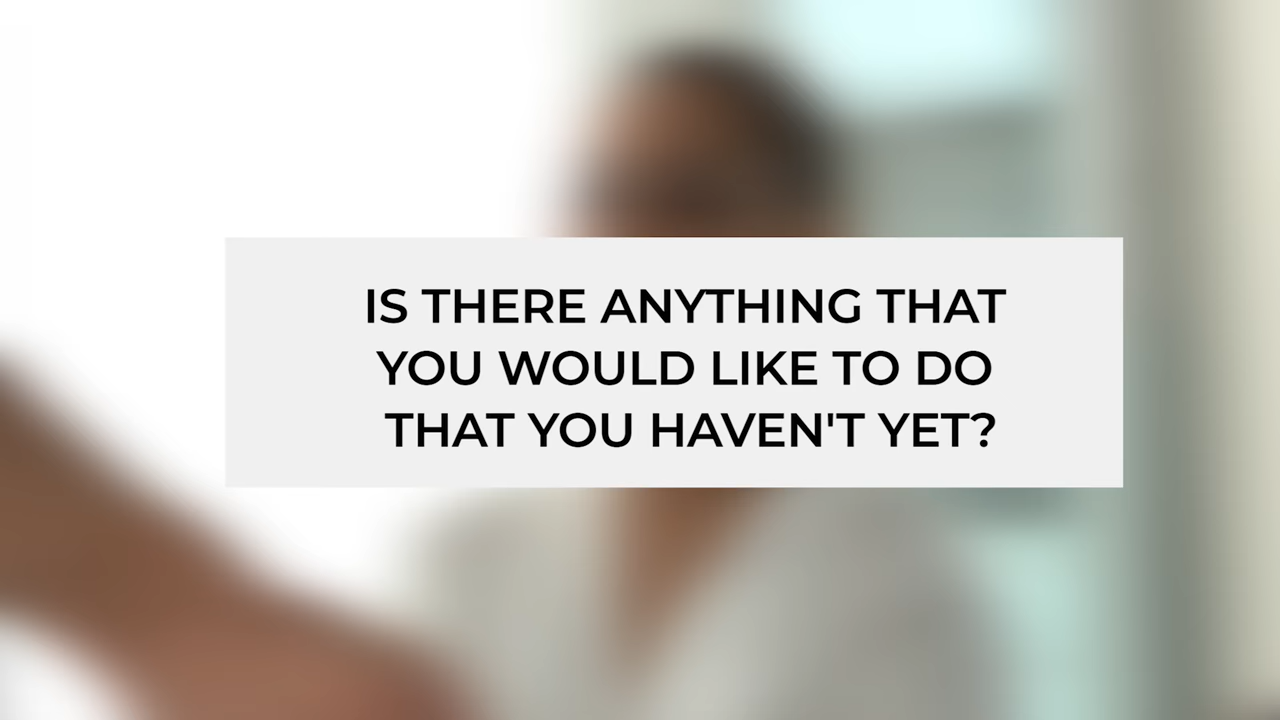 IS THERE ANYTHING THAT
YOU WOULD LIKE TO DO
THAT YOU HAVEN'T YET?